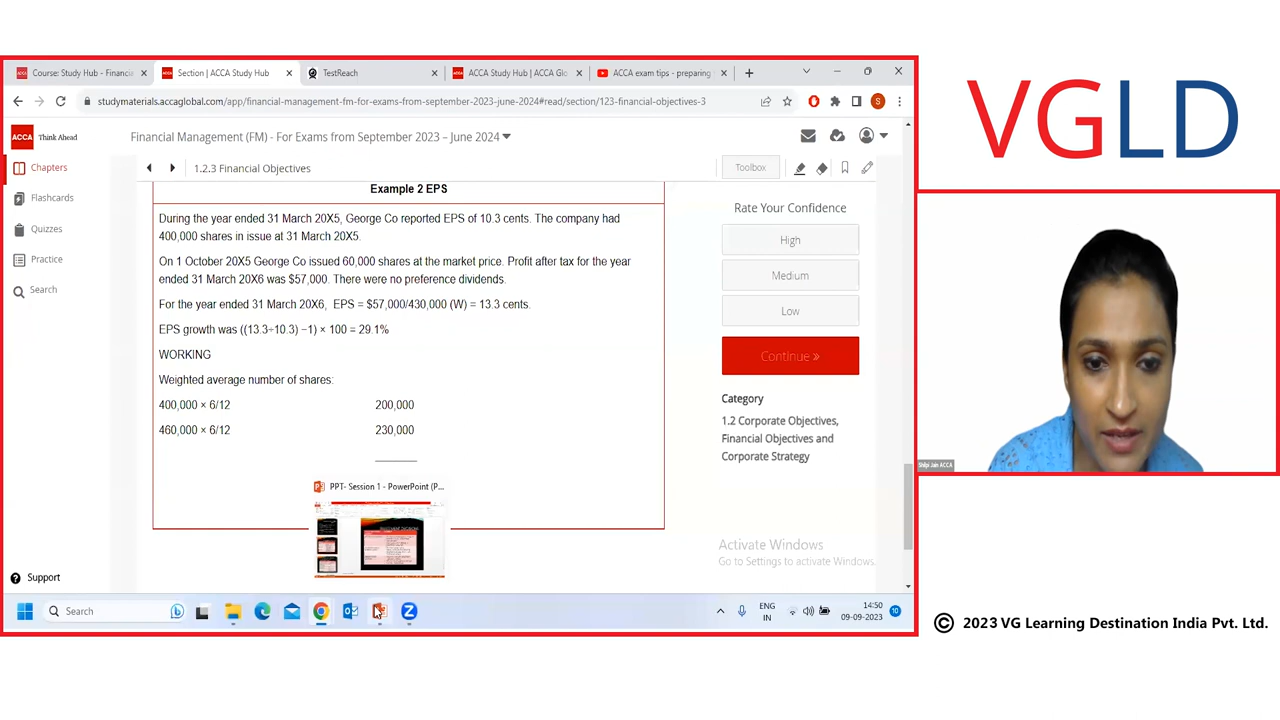 Course: Study Hub - Financia
Section | ACCA Study Hub
TestReach
ACCA Study Hub | ACCA Glo
ACCA exam tips - preparing
studymaterials.accaglobal.com/app/financial-management-fm-for-exams-from-september-2023-june-2024#read/section/123-financial-objectives-3
S
ACCA
Think Ahead
Financial Management (FM) - For Exams from September 2023 – June 2024
Chapters
Flashcards
Quizzes
Practice
Search
Support
1.2.3 Financial Objectives
Toolbox
Example 2 EPS
During the year ended 31 March 20X5, George Co reported EPS of 10.3 cents. The company had
400,000 shares in issue at 31 March 20X5.
On 1 October 20X5 George Co issued 60,000 shares at the market price. Profit after tax for the year
ended 31 March 20X6 was $57,000. There were no preference dividends.
For the year ended 31 March 20X6, EPS = $57,000/430,000 (W) = 13.3 cents.
EPS growth was ((13.3÷10.3) −1) × 100 = 29.1%
WORKING
Weighted average number of shares:
400,000 × 6/12 200,000
460,000 × 6/12 230,000
PPT- Session 1 - PowerPoint (P...
Rate Your Confidence
High
Medium
Low
Continue »
Category
1.2 Corporate Objectives,
Financial Objectives and
Corporate Strategy
Activate Windows
Go to Settings to activate Windows.
Search
ENG
IN
14:50
09-09-2023
10
VGLD
Shilpi Jain ACCA
© 2023 VG Learning Destination India Pvt. Ltd.